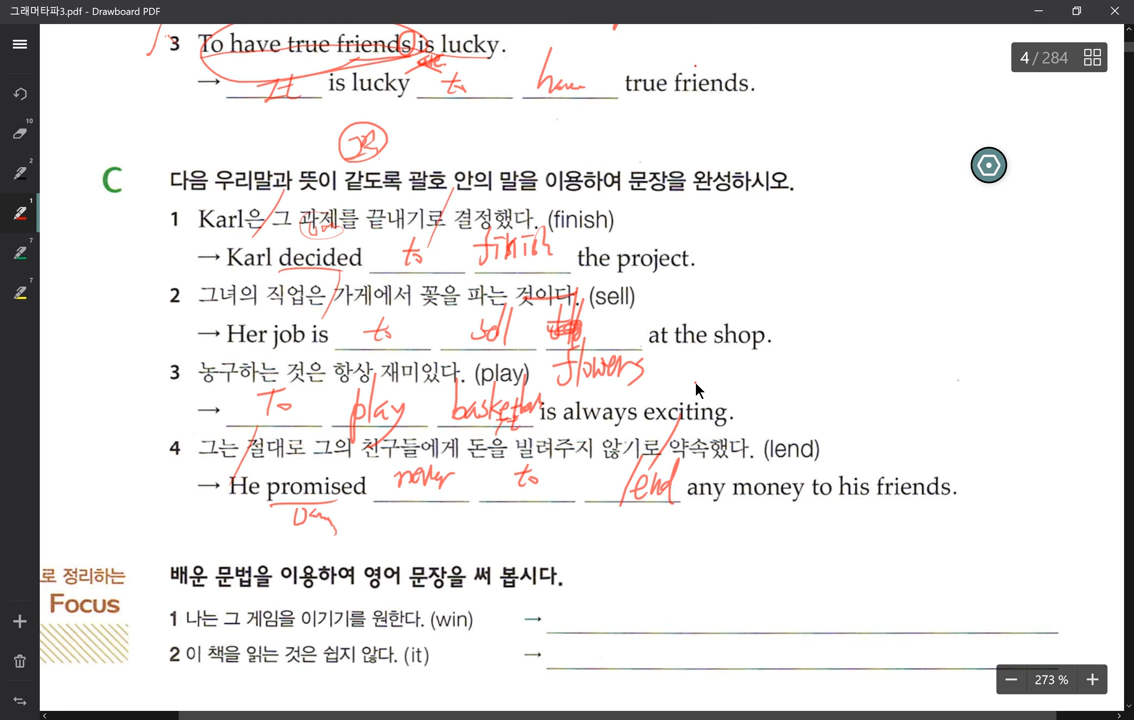 그래머타파3.pdf - Drawboard PDF
4 / 284
3 To have true friends is lucky.
→ It is lucky to have true friends.
C 다음 우리말과 뜻이 같도록 괄호 안의 말을 이용하여 문장을 완성하시오.
1 Karl은 그 과제를 끝내기로 결정했다. (finish)
→ Karl decided to finish the project.
2 그녀의 직업은 가게에서 꽃을 파는 것이다. (sell)
→ Her job is to sell at the shop.
flowers
3 농구하는 것은 항상 재미있다. (play)
→ To play basketball is always exciting.
4 그는 절대로 그의 친구들에게 돈을 빌려주지 않기로 약속했다. (lend)
→ He promised never to lend any money to his friends.
로 정리하는
Focus
배운 문법을 이용하여 영어 문장을 써 봅시다.
1 나는 그 게임을 이기기를 원한다. (win) →
2 이 책을 읽는 것은 쉽지 않다. (it) →
273 %
10
2
1
7
7